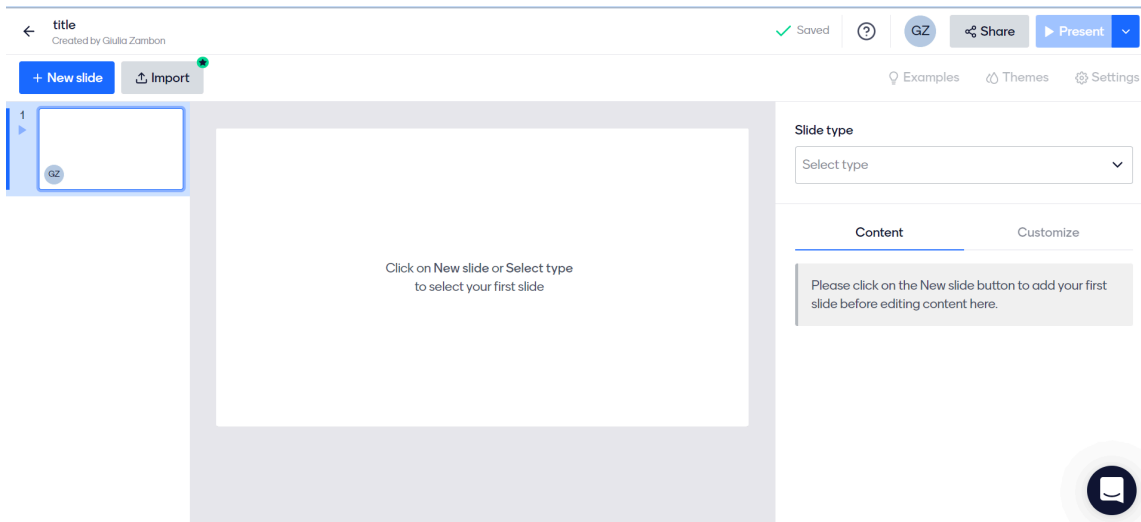 title
Created by Giulia Zambon
Saved
GZ
Share
Present
+ New slide
Import
Examples
Themes
Settings
1
GZ
Click on New slide or Select type
to select your first slide
Slide type
Select type
Content
Customize
Please click on the New slide button to add your first
slide before editing content here.